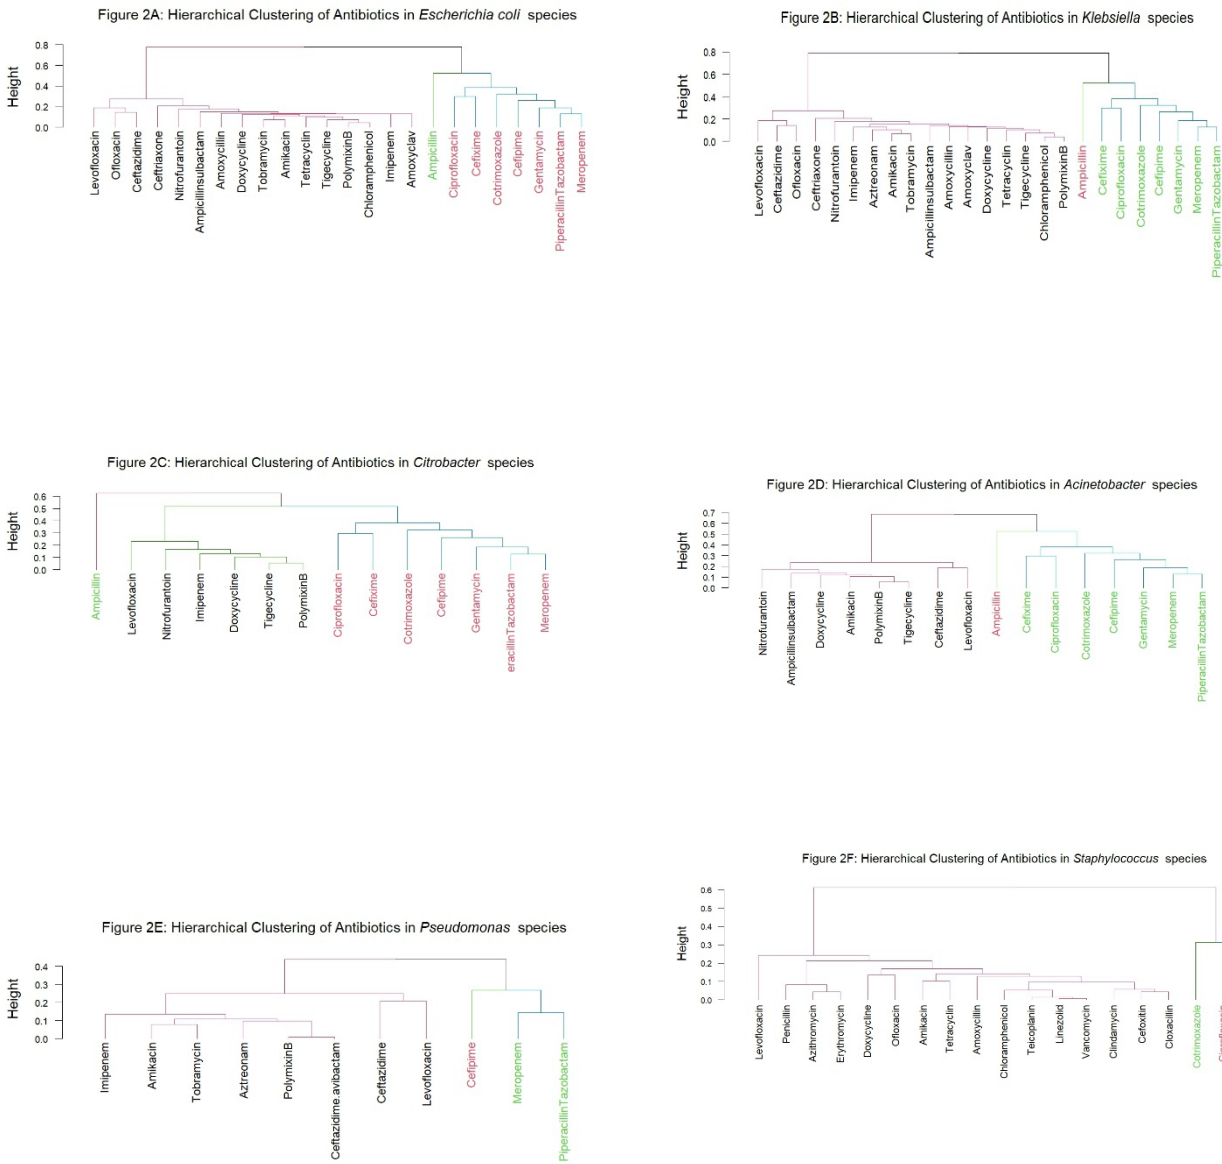 Figure 2A: Hierarchical Clustering of Antibiotics in Escherichia coli species
Height
0.8
0.6
0.4
0.2
0.0
Levofloxacin
Ofloxacin
Ceftazidime
Ceftriaxone
Nitrofurantoin
Ampicillinsulbactam
Amoxycillin
Doxycycline
Tobramycin
Amikacin
Tetracyclin
Tigecycline
PolymixinB
Chloramphenicol
Imipenem
Amoxyclav
Ampicillin
Ciprofloxacin
Cefixime
Cotrimoxazole
Cefipime
Gentamycin
PiperacillinTazobactam
Meropenem
Figure 2B: Hierarchical Clustering of Antibiotics in Klebsiella species
Height
0.8
0.6
0.4
0.2
0.0
Levofloxacin
Ceftazidime
Ofloxacin
Ceftriaxone
Nitrofurantoin
Imipenem
Aztreonam
Amikacin
Tobramycin
Ampicillinsulbactam
Amoxycillin
Amoxyclav
Doxycycline
Tetracyclin
Tigecycline
Chloramphenicol
PolymixinB
Ampicillin
Cefixime
Ciprofloxacin
Cotrimoxazole
Cefipime
Gentamycin
Meropenem
PiperacillinTazobactam
Figure 2C: Hierarchical Clustering of Antibiotics in Citrobacter species
Height
0.6
0.5
0.4
0.3
0.2
0.1
0.0
Ampicillin
Levofloxacin
Nitrofurantoin
Imipenem
Doxycycline
Tigecycline
PolymixinB
Ciprofloxacin
Cefixime
Cotrimoxazole
Cefipime
Gentamycin
eracillinTazobactam
Meropenem
Figure 2D: Hierarchical Clustering of Antibiotics in Acinetobacter species
Height
0.7
0.6
0.5
0.4
0.3
0.2
0.1
0.0
Nitrofurantoin
Ampicillinsulbactam
Doxycycline
Amikacin
PolymixinB
Tigecycline
Ceftazidime
Levofloxacin
Ampicillin
Cefixime
Ciprofloxacin
Cotrimoxazole
Cefipime
Gentamycin
Meropenem
PiperacillinTazobactam
Figure 2E: Hierarchical Clustering of Antibiotics in Pseudomonas species
Height
0.4
0.3
0.2
0.1
0.0
Imipenem
Amikacin
Tobramycin
Aztreonam
PolymixinB
Ceftazidime.avibactam
Ceftazidime
Levofloxacin
Cefipime
Meropenem
PiperacillinTazobactam
Figure 2F: Hierarchical Clustering of Antibiotics in Staphylococcus species
Height
0.6
0.5
0.4
0.3
0.2
0.1
0.0
Levofloxacin
Penicillin
Azithromycin
Erythromycin
Doxycycline
Ofloxacin
Amikacin
Tetracyclin
Amoxycillin
Chloramphenicol
Teicoplanin
Linezolid
Vancomycin
Clindamycin
Cefoxitin
Cloxacillin
Cotrimoxazole